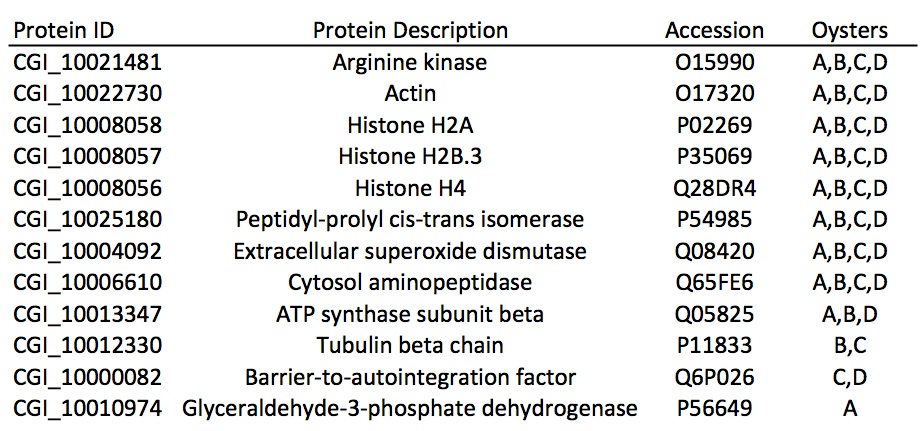 Protein ID Protein Description Accession Oysters
CGI_10021481 Arginine kinase O15990 A,B,C,D
CGI_10022730 Actin O17320 A,B,C,D
CGI_10008058 Histone H2A P02269 A,B,C,D
CGI_10008057 Histone H2B.3 P35069 A,B,C,D
CGI_10008056 Histone H4 Q28DR4 A,B,C,D
CGI_10025180 Peptidyl-prolyl cis-trans isomerase P54985 A,B,C,D
CGI_10004092 Extracellular superoxide dismutase Q08420 A,B,C,D
CGI_10006610 Cytosol aminopeptidase Q65FE6 A,B,C,D
CGI_10013347 ATP synthase subunit beta Q05825 A,B,D
CGI_10012330 Tubulin beta chain P11833 B,C
CGI_10000082 Barrier-to-autointegration factor Q6P026 C,D
CGI_10010974 Glyceraldehyde-3-phosphate dehydrogenase P56649 A